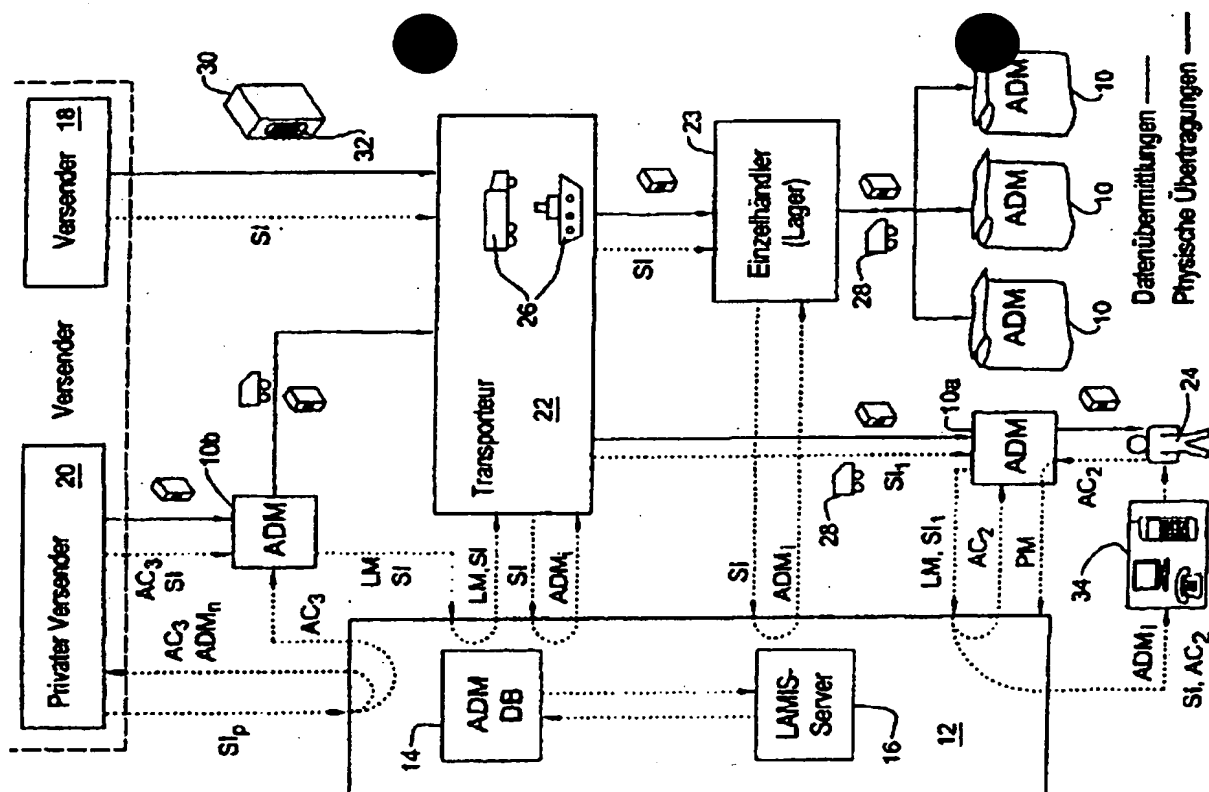 Versender
Privater Versender 20
Versender 18
30
32
SI
SIp
AC3
ADMn
AC3
SI
10b
ADM
AC3
LM
SI
LM, SI
SI
ADMi
Transporteur
22
26
14
ADM
DB
LAMIS-
Server
16
12
SI
23
Einzelhändler
(Lager)
SI
ADMi
28
28
SI1
10a
ADM
LM, SI1
AC2
PM
AC2
24
34
ADMi
SI, AC2
ADM
10
ADM
10
ADM
10
Datenübermittlungen
Physische Übertragungen